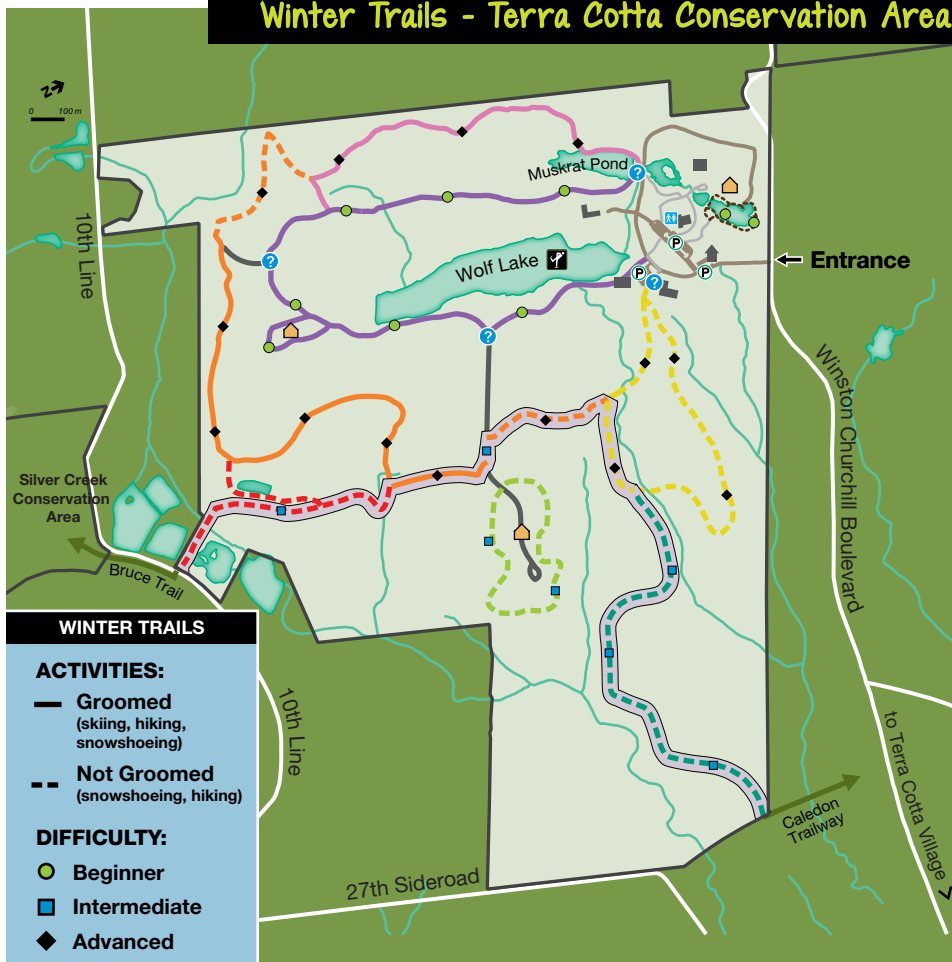 Winter Trails - Terra Cotta Conservation Area
N
0 100 m
10th Line
Muskrat Pond
?
P
P
P
?
?
?
Wolf Lake
Entrance
Winston Churchill Boulevard
Silver Creek
Conservation
Area
Bruce Trail
10th Line
27th Sideroad
Caledon
Trailway
to Terra Cotta Village
WINTER TRAILS
ACTIVITIES:
Groomed
(skiing, hiking,
snowshoeing)
Not Groomed
(snowshoeing, hiking)
DIFFICULTY:
Beginner
Intermediate
Advanced